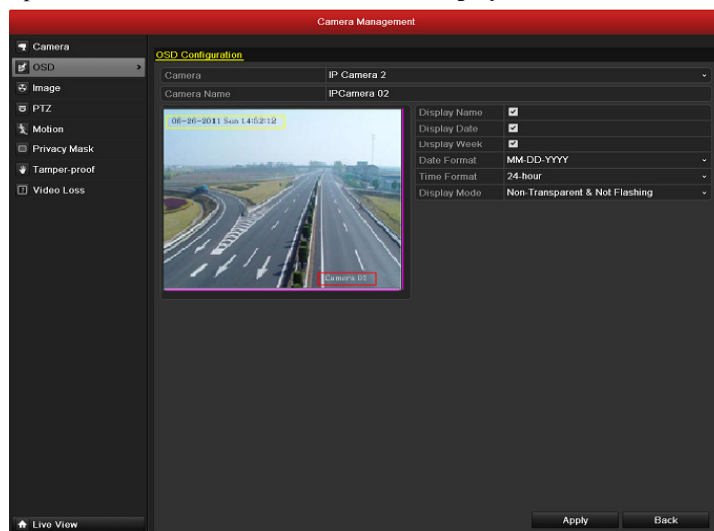 Camera Management
Camera
OSD
Image
PTZ
Motion
Privacy Mask
Tamper-proof
Video Loss
Live View
OSD Configuration
Camera IP Camera 2
Camera Name IPCamera 02
06-26-2011 Sun 14:52:12
Camera 02
Display Name
Display Date
Display Week
Date Format MM-DD-YYYY
Time Format 24-hour
Display Mode Non-Transparent & Not Flashing
Apply Back